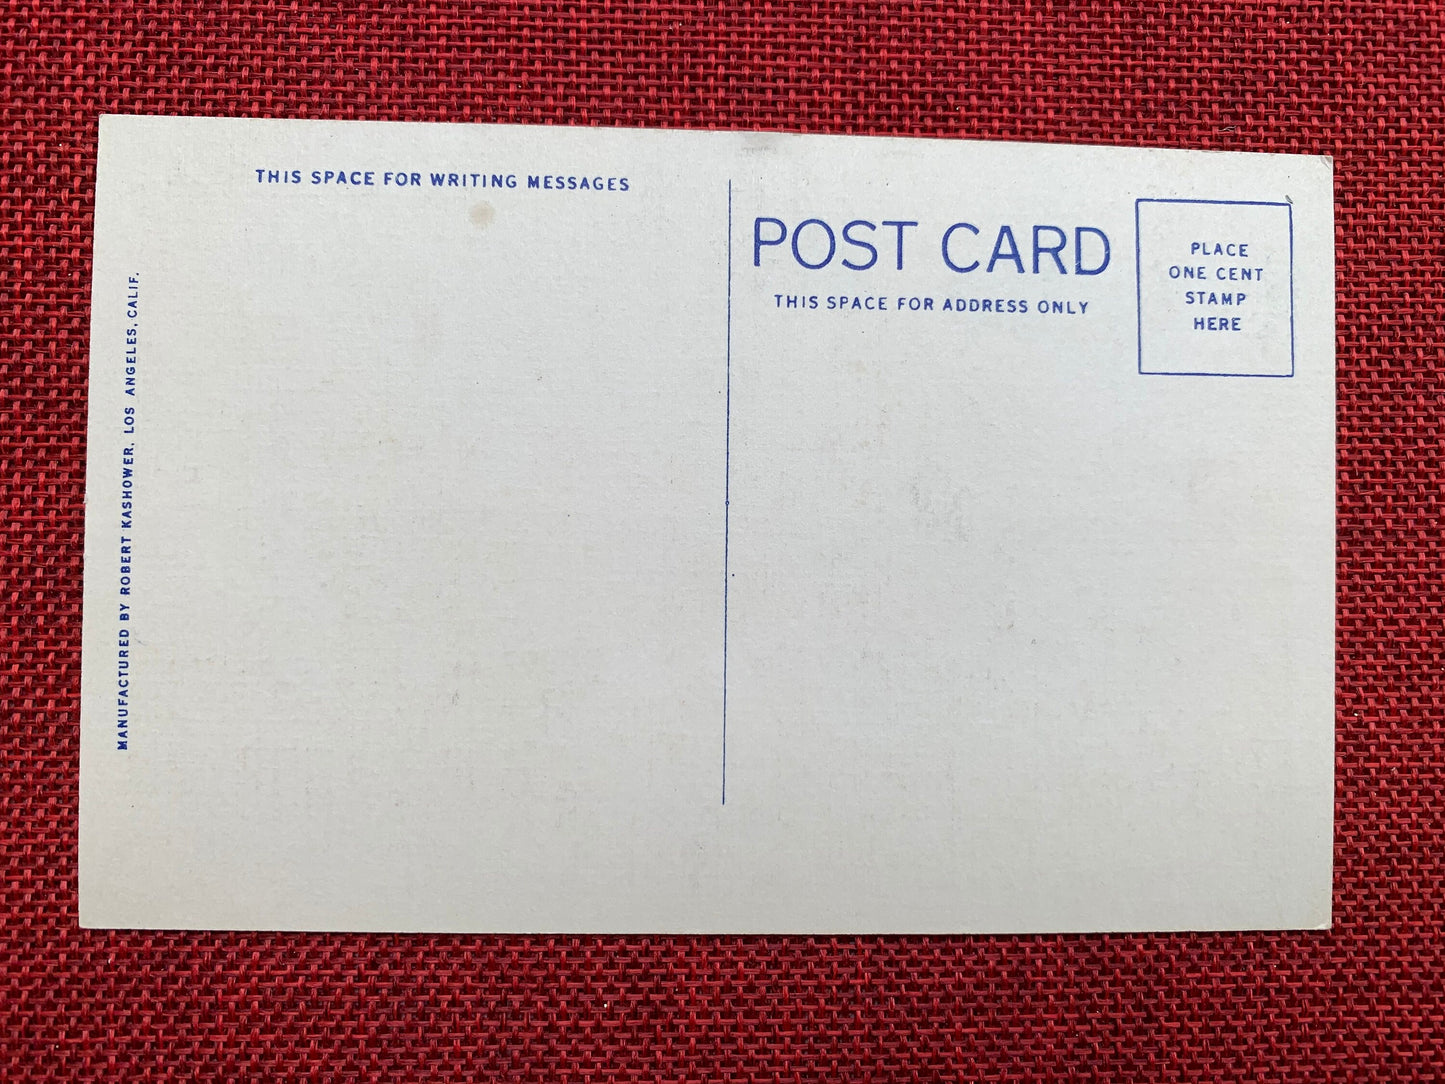 THIS SPACE FOR WRITING MESSAGES
POST CARD
THIS SPACE FOR ADDRESS ONLY
PLACE
ONE CENT
STAMP
HERE
MANUFACTURED BY ROBERT KASHOWER, LOS ANGELES, CALIF.